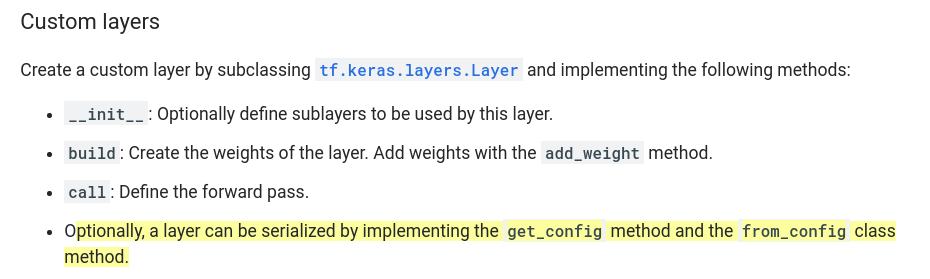 Custom layers
Create a custom layer by subclassing tf.keras.layers.Layer and implementing the following methods:
• __init__: Optionally define sublayers to be used by this layer.
• build: Create the weights of the layer. Add weights with the add_weight method.
• call: Define the forward pass.
• Optionally, a layer can be serialized by implementing the get_config method and the from_config class
method.